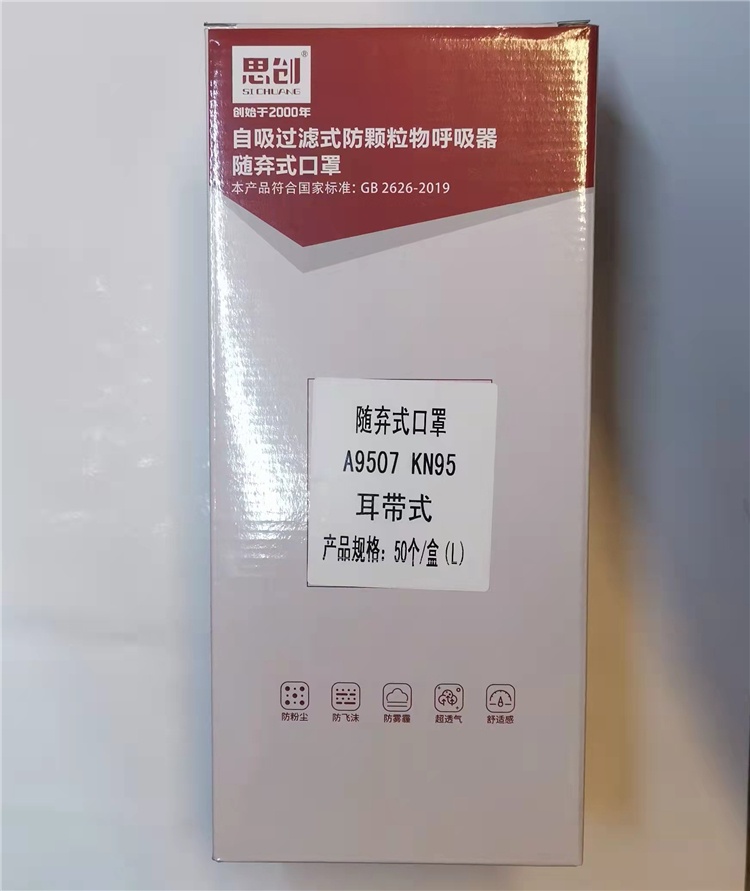 思创®
SICHUANG
创始于2000年
自吸过滤式防颗粒物呼吸器
随弃式口罩
本产品符合国家标准：GB 2626-2019
随弃式口罩
A9507 KN95
耳带式
产品规格：50个/盒(L)
防粉尘 防飞沫 防雾霾 超透气 舒适感